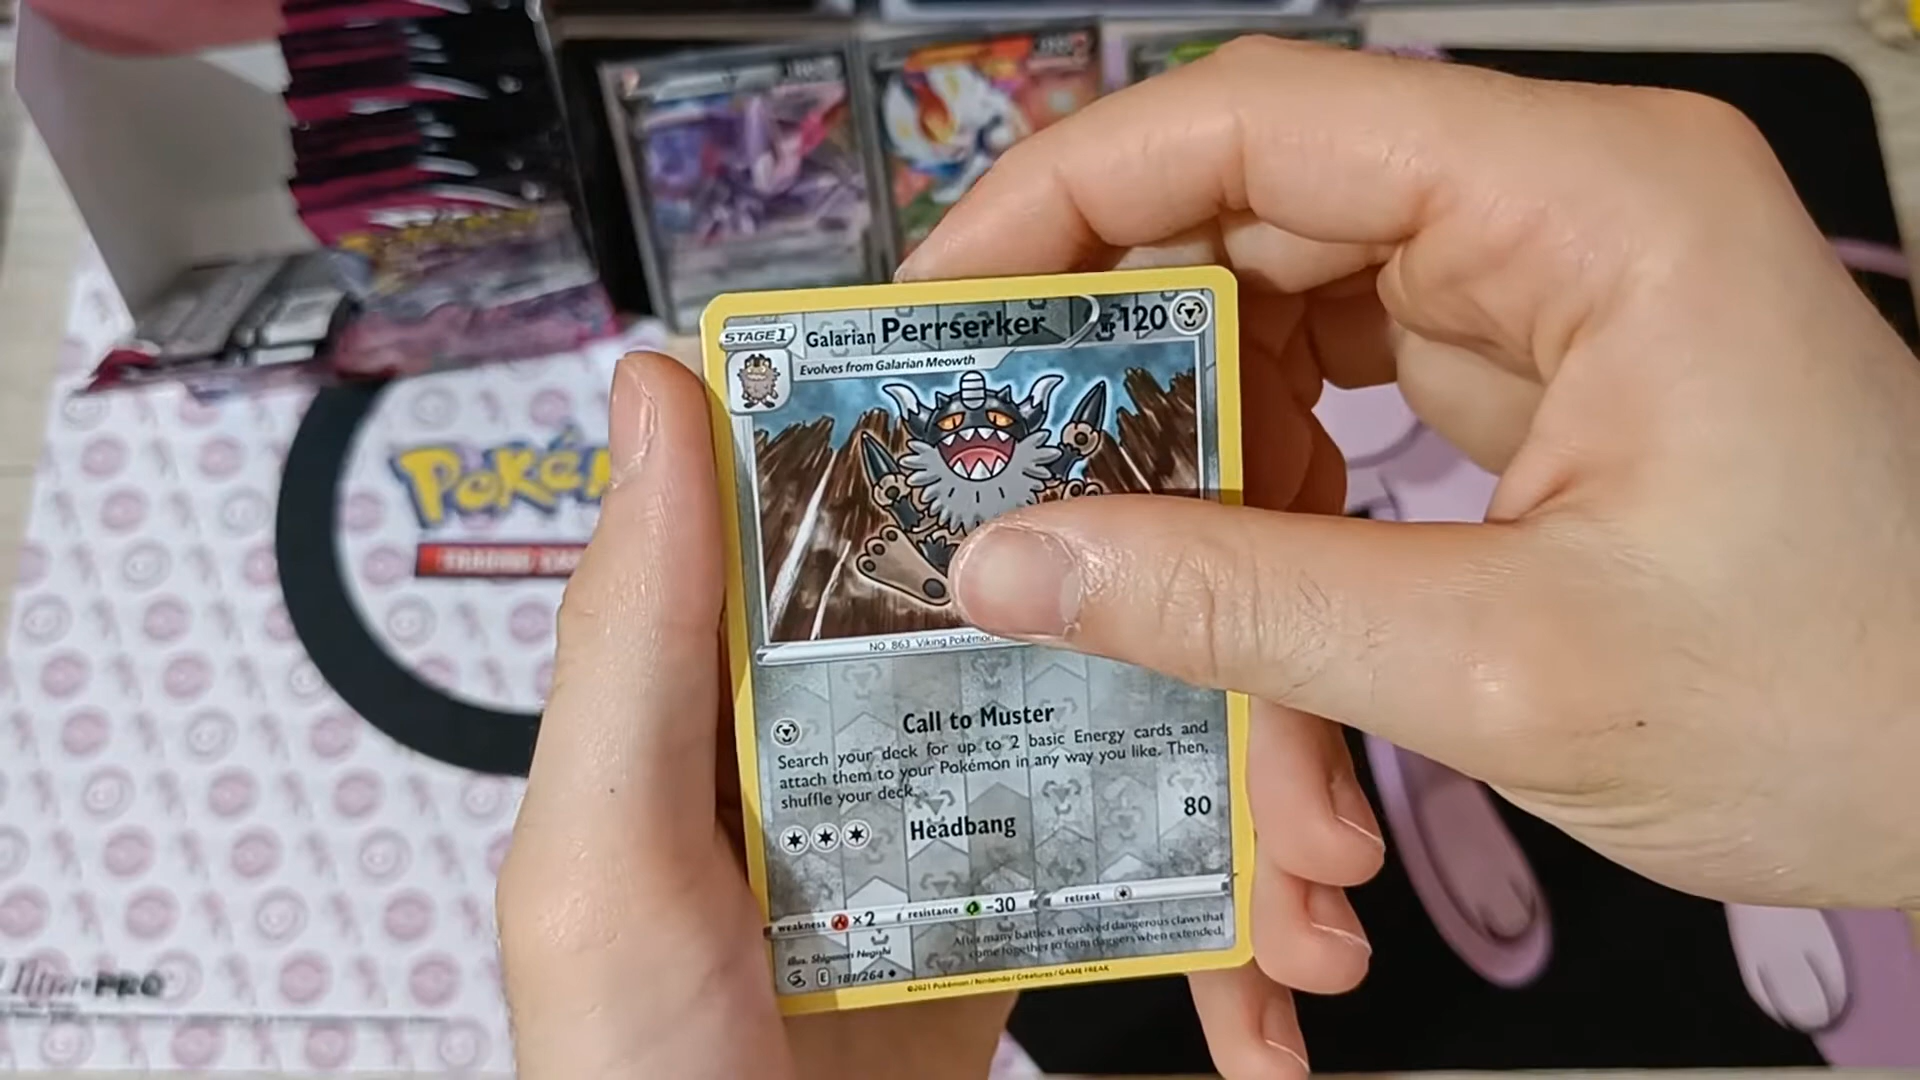 STAGE 1
Galarian Perrserker
HP 120
Evolves from Galarian Meowth
NO. 863 Viking Pokémon
Call to Muster
Search your deck for up to 2 basic Energy cards and
attach them to your Pokémon in any way you like. Then,
shuffle your deck.
Headbang
80
weakness ×2
resistance -30
retreat
After many battles, it evolved dangerous claws that
come together to form daggers when extended.
Illus. Shigenori Negishi
E 181/264
©2021 Pokémon / Nintendo / Creatures / GAME FREAK
Poké
TRADING
PRO